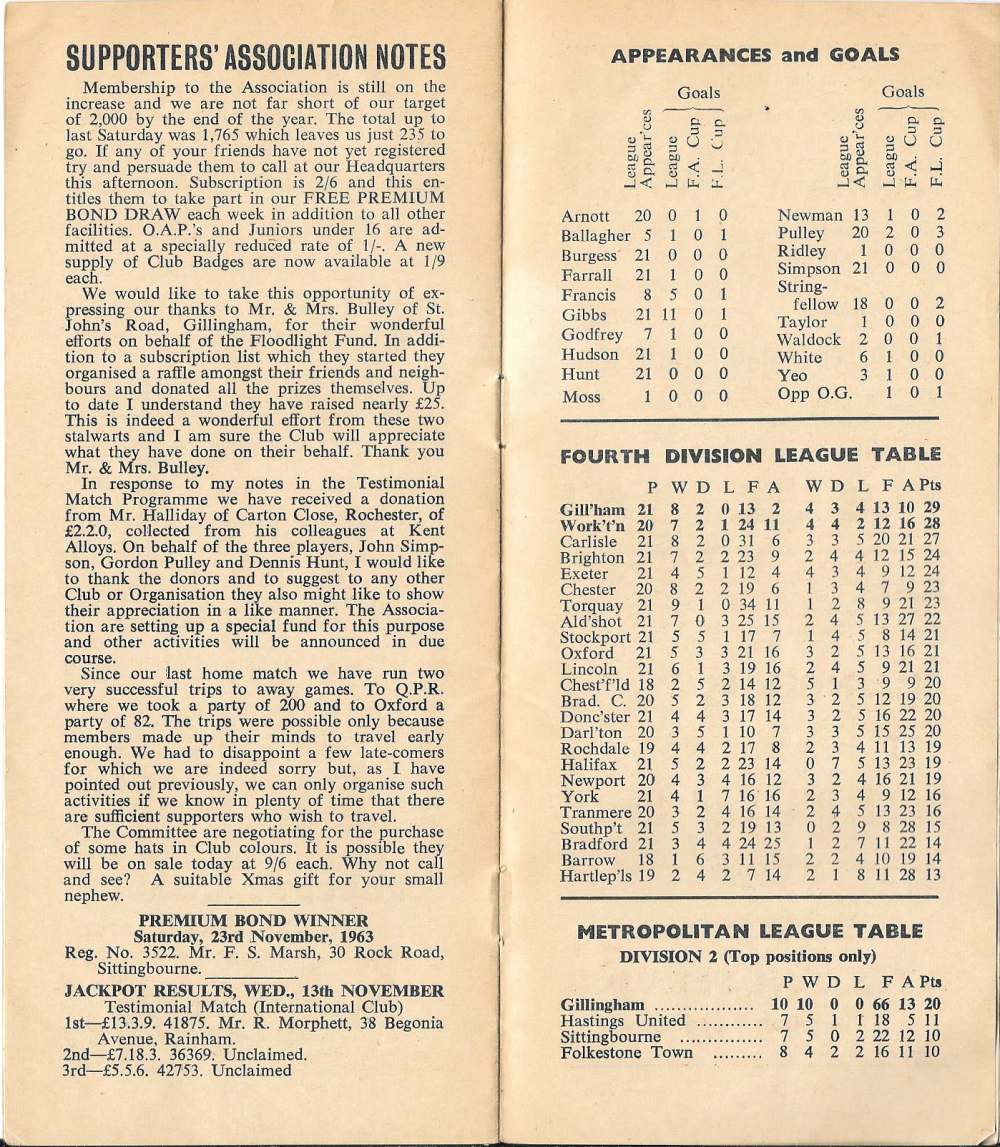 SUPPORTERS' ASSOCIATION NOTES
Membership to the Association is still on the
increase and we are not far short of our target
of 2,000 by the end of the year. The total up to
last Saturday was 1,765 which leaves us just 235 to
go. If any of your friends have not yet registered
try and persuade them to call at our Headquarters
this afternoon. Subscription is 2/6 and this en-
titles them to take part in our FREE PREMIUM
BOND DRAW each week in addition to all other
facilities. O.A.P.'s and Juniors under 16 are ad-
mitted at a specially reduced rate of 1/-. A new
supply of Club Badges are now available at 1/9
each.
We would like to take this opportunity of ex-
pressing our thanks to Mr. & Mrs. Bulley of St.
John's Road, Gillingham, for their wonderful
efforts on behalf of the Floodlight Fund. In addi-
tion to a subscription list which they started they
organised a raffle amongst their friends and neigh-
bours and donated all the prizes themselves. Up
to date I understand they have raised nearly £25.
This is indeed a wonderful effort from these two
stalwarts and I am sure the Club will appreciate
what they have done on their behalf. Thank you
Mr. & Mrs. Bulley.
In response to my notes in the Testimonial
Match Programme we have received a donation
from Mr. Halliday of Carton Close, Rochester, of
£2.2.0, collected from his colleagues at Kent
Alloys. On behalf of the three players, John Simp-
son, Gordon Pulley and Dennis Hunt, I would like
to thank the donors and to suggest to any other
Club or Organisation they also might like to show
their appreciation in a like manner. The Associa-
tion are setting up a special fund for this purpose
and other activities will be announced in due
course.
Since our last home match we have run two
very successful trips to away games. To Q.P.R.
where we took a party of 200 and to Oxford a
party of 82. The trips were possible only because
members made up their minds to travel early
enough. We had to disappoint a few late-comers
for which we are indeed sorry but, as I have
pointed out previously, we can only organise such
activities if we know in plenty of time that there
are sufficient supporters who wish to travel.
The Committee are negotiating for the purchase
of some hats in Club colours. It is possible they
will be on sale today at 9/6 each. Why not call
and see? A suitable Xmas gift for your small
nephew.
PREMIUM BOND WINNER
Saturday, 23rd November, 1963
Reg. No. 3522. Mr. F. S. Marsh, 30 Rock Road,
Sittingbourne.
JACKPOT RESULTS, WED., 13th NOVEMBER
Testimonial Match (International Club)
1st—£13.3.9. 41875. Mr. R. Morphett, 38 Begonia
Avenue, Rainham.
2nd—£7.18.3. 36369. Unclaimed.
3rd—£5.5.6. 42753. Unclaimed
APPEARANCES and GOALS
Goals
League Appear'ces
League
F.A. Cup
F.L. Cup
Arnott 20 0 1 0
Ballagher 5 1 0 1
Burgess 21 0 0 0
Farrall 21 1 0 0
Francis 8 5 0 1
Gibbs 21 11 0 1
Godfrey 7 1 0 0
Hudson 21 1 0 0
Hunt 21 0 0 0
Moss 1 0 0 0
Goals
League Appear'ces
League
F.A. Cup
F.L. Cup
Newman 13 1 0 2
Pulley 20 2 0 3
Ridley 1 0 0 0
Simpson 21 0 0 0
String-
fellow 18 0 0 2
Taylor 1 0 0 0
Waldock 2 0 0 1
White 6 1 0 0
Yeo 3 1 0 0
Opp O.G. 1 0 1
FOURTH DIVISION LEAGUE TABLE
P W D L F A W D L F A Pts
Gill'ham 21 8 2 0 13 2 4 3 4 13 10 29
Work't'n 20 7 2 1 24 11 4 4 2 12 16 28
Carlisle 21 8 2 0 31 6 3 3 5 20 21 27
Brighton 21 7 2 2 23 9 2 4 4 12 15 24
Exeter 21 4 5 1 12 4 4 3 4 9 12 24
Chester 20 8 2 2 19 6 1 3 4 7 9 23
Torquay 21 9 1 0 34 11 1 2 8 9 21 23
Ald'shot 21 7 0 3 25 15 2 4 5 13 27 22
Stockport 21 5 5 1 17 7 1 4 5 8 14 21
Oxford 21 5 3 3 21 16 3 2 5 13 16 21
Lincoln 21 6 1 3 19 16 2 4 5 9 21 21
Chest'f'ld 18 2 5 2 14 12 5 1 3 9 9 20
Brad. C. 20 5 2 3 18 12 3 2 5 12 19 20
Donc'ster 21 4 4 3 17 14 3 2 5 16 22 20
Darl'ton 20 3 5 1 10 7 3 3 5 15 25 20
Rochdale 19 4 4 2 17 8 2 3 4 11 13 19
Halifax 21 5 2 2 23 14 0 7 5 13 23 19
Newport 20 4 3 4 16 12 3 2 4 16 21 19
York 21 4 1 7 16 16 2 3 4 9 12 16
Tranmere 20 3 2 4 16 14 2 4 5 13 23 16
Southp't 21 5 3 2 19 13 0 2 9 8 28 15
Bradford 21 3 4 4 24 25 1 2 7 11 22 14
Barrow 18 1 6 3 11 15 2 2 4 10 19 14
Hartlep'ls 19 2 4 2 7 14 2 1 8 11 28 13
METROPOLITAN LEAGUE TABLE
DIVISION 2 (Top positions only)
P W D L F A Pts
Gillingham .................. 10 10 0 0 66 13 20
Hastings United ............ 7 5 1 1 18 5 11
Sittingbourne ............... 7 5 0 2 22 12 10
Folkestone Town ......... 8 4 2 2 16 11 10